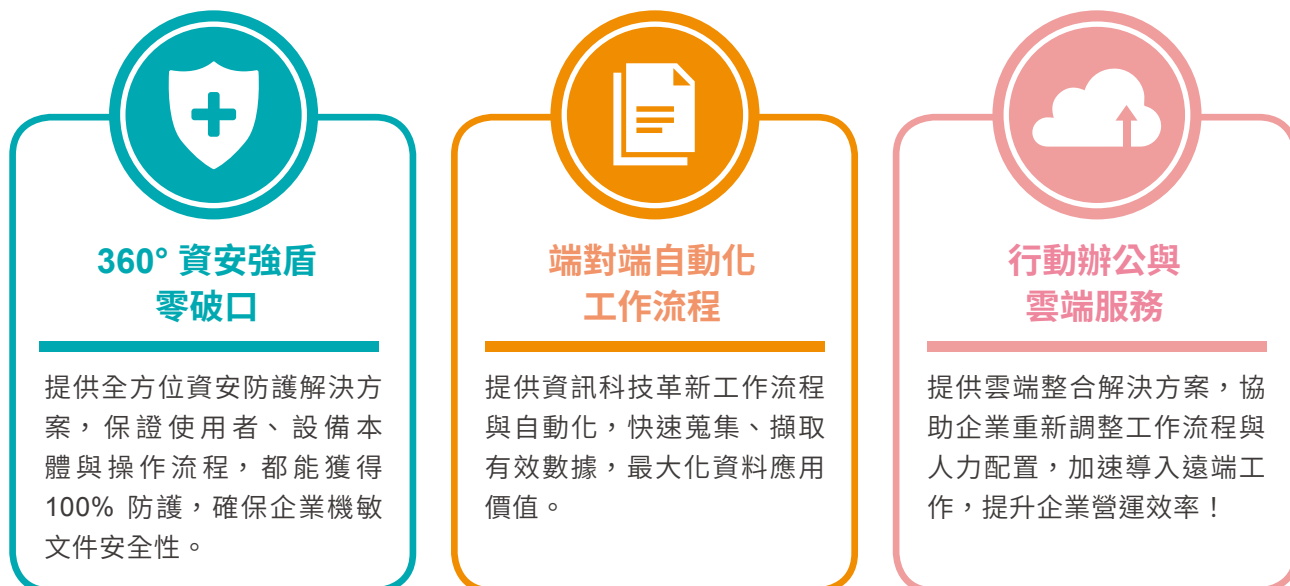 360° 資安強盾
零破口
提供全方位資安防護解決方
案，保證使用者、設備本
體與操作流程，都能獲得
100% 防護，確保企業機敏
文件安全性。
端對端自動化
工作流程
提供資訊科技革新工作流程
與自動化，快速蒐集、擷取
有效數據，最大化資料應用
價值。
行動辦公與
雲端服務
提供雲端整合解決方案，協
助企業重新調整工作流程與
人力配置，加速導入遠端工
作，提升企業營運效率！